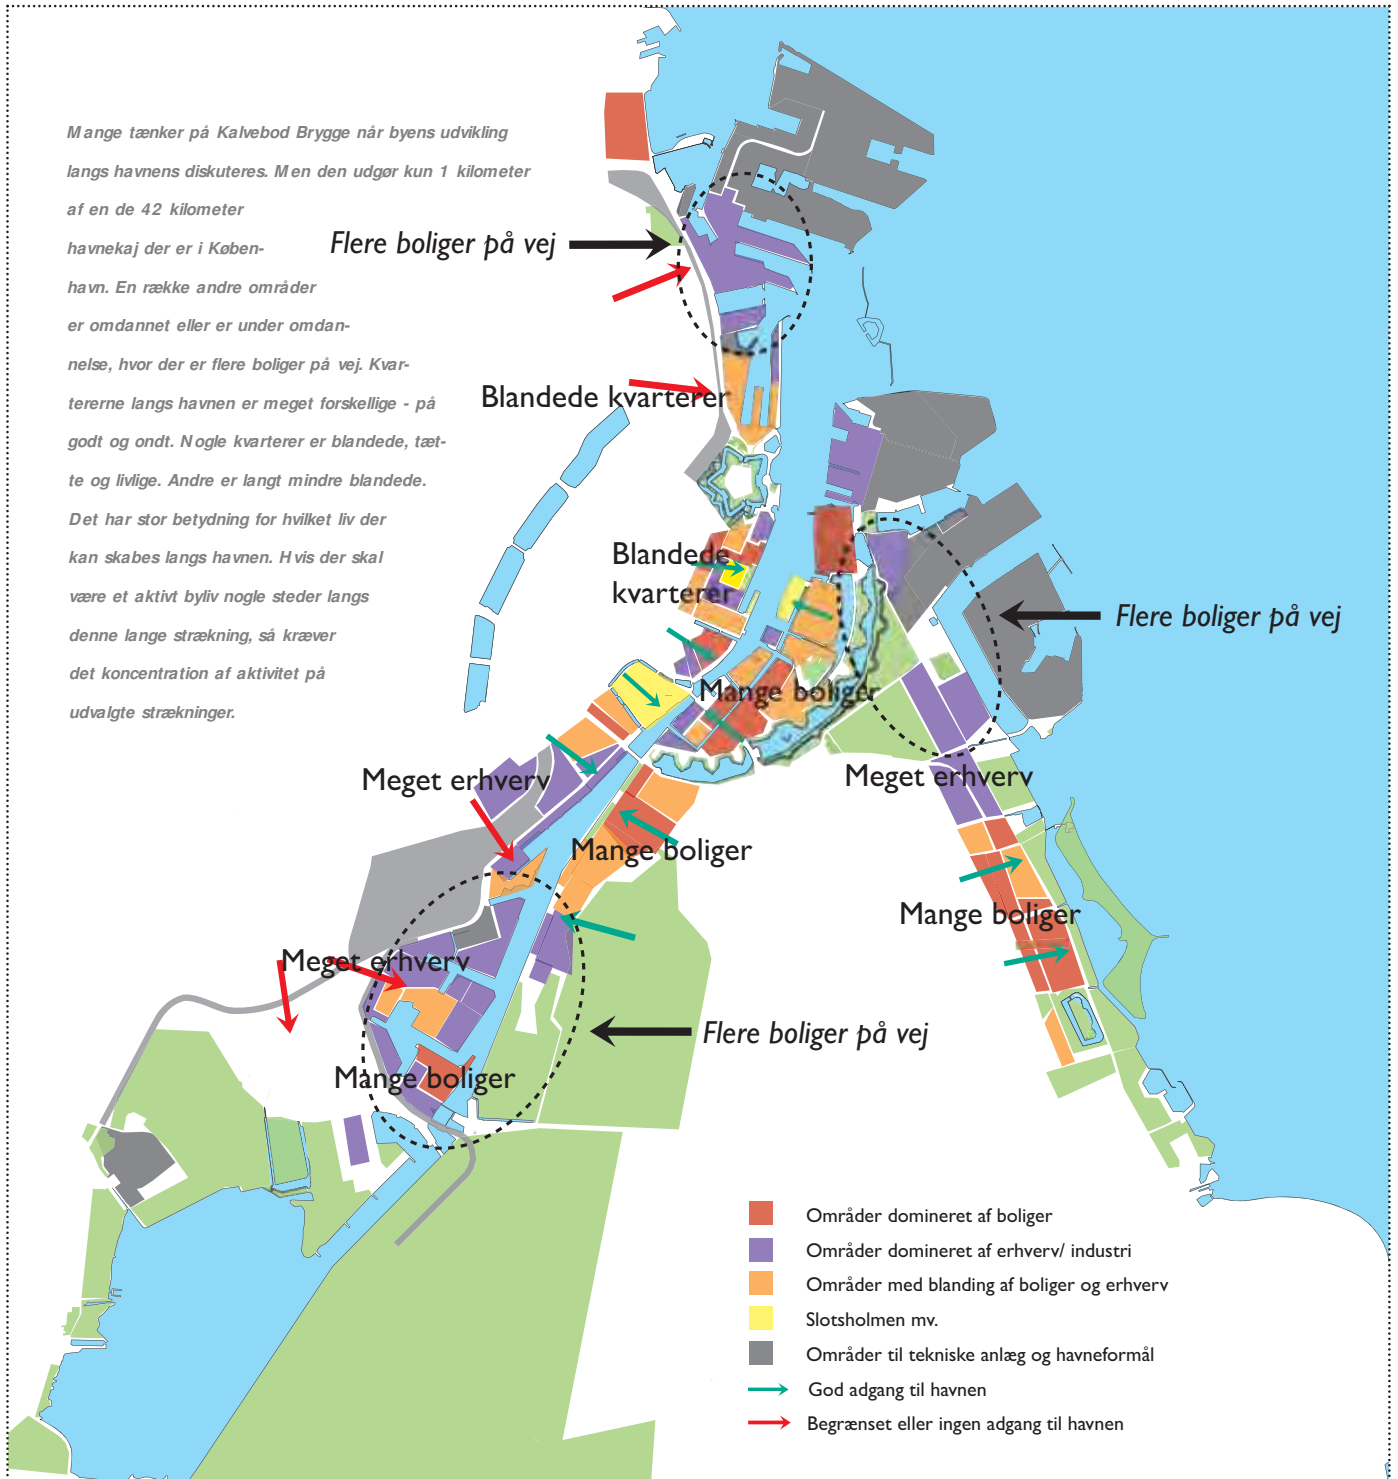 Mange tænker på Kalvebod Brygge når byens udvikling
langs havnens diskuteres. Men den udgør kun 1 kilometer
af en de 42 kilometer
havnekaj der er i Køben-
havn. En række andre områder
er omdannet eller er under omdan-
nelse, hvor der er flere boliger på vej. Kvar-
tererne langs havnen er meget forskellige - på
godt og ondt. Nogle kvarterer er blandede, tæt-
te og livlige. Andre er langt mindre blandede.
Det har stor betydning for hvilket liv der
kan skabes langs havnen. Hvis der skal
være et aktivt byliv nogle steder langs
denne lange strækning, så kræver
det koncentration af aktivitet på
udvalgte strækninger.
Flere boliger på vej
Blandede kvarterer
Blandede
kvarterer
Flere boliger på vej
Mange boliger
Meget erhverv
Meget erhverv
Mange boliger
Mange boliger
Meget erhverv
Flere boliger på vej
Mange boliger
Områder domineret af boliger
Områder domineret af erhverv/ industri
Områder med blanding af boliger og erhverv
Slotsholmen mv.
Områder til tekniske anlæg og havneformål
God adgang til havnen
Begrænset eller ingen adgang til havnen